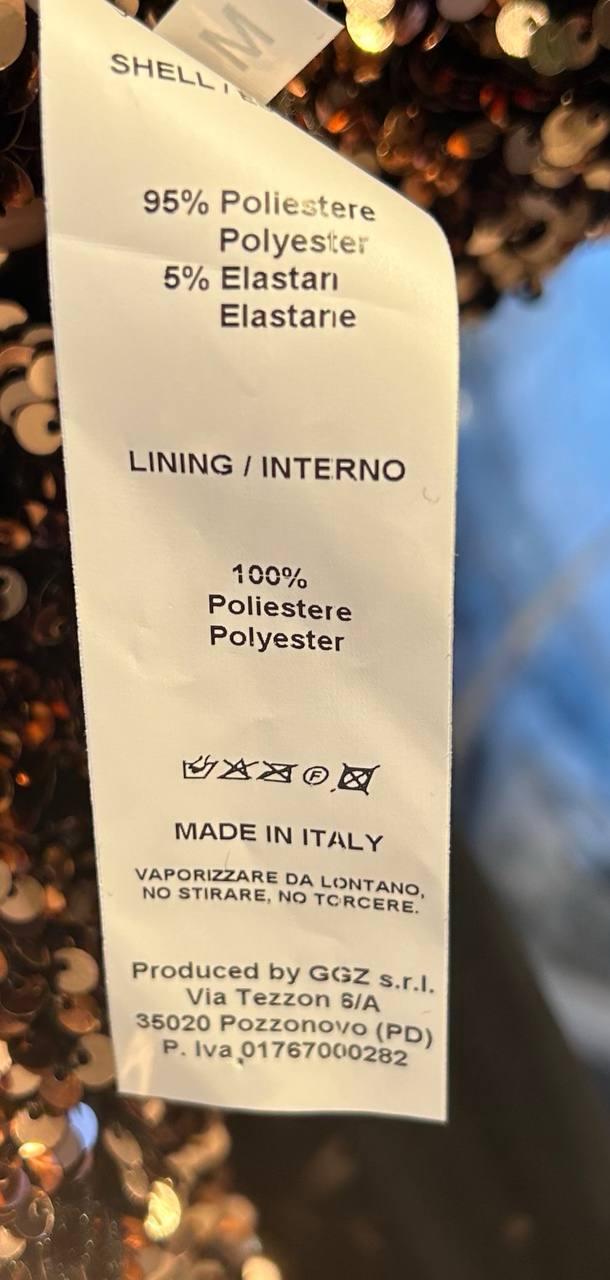 M
SHELL /
95% Poliestere
Polyester
5% Elastan
Elastane
LINING / INTERNO
100%
Poliestere
Polyester
F
MADE IN ITALY
VAPORIZZARE DA LONTANO,
NO STIRARE, NO TORCERE.
Produced by GGZ s.r.l.
Via Tezzon 6/A
35020 Pozzonovo (PD)
P. Iva 01767000282